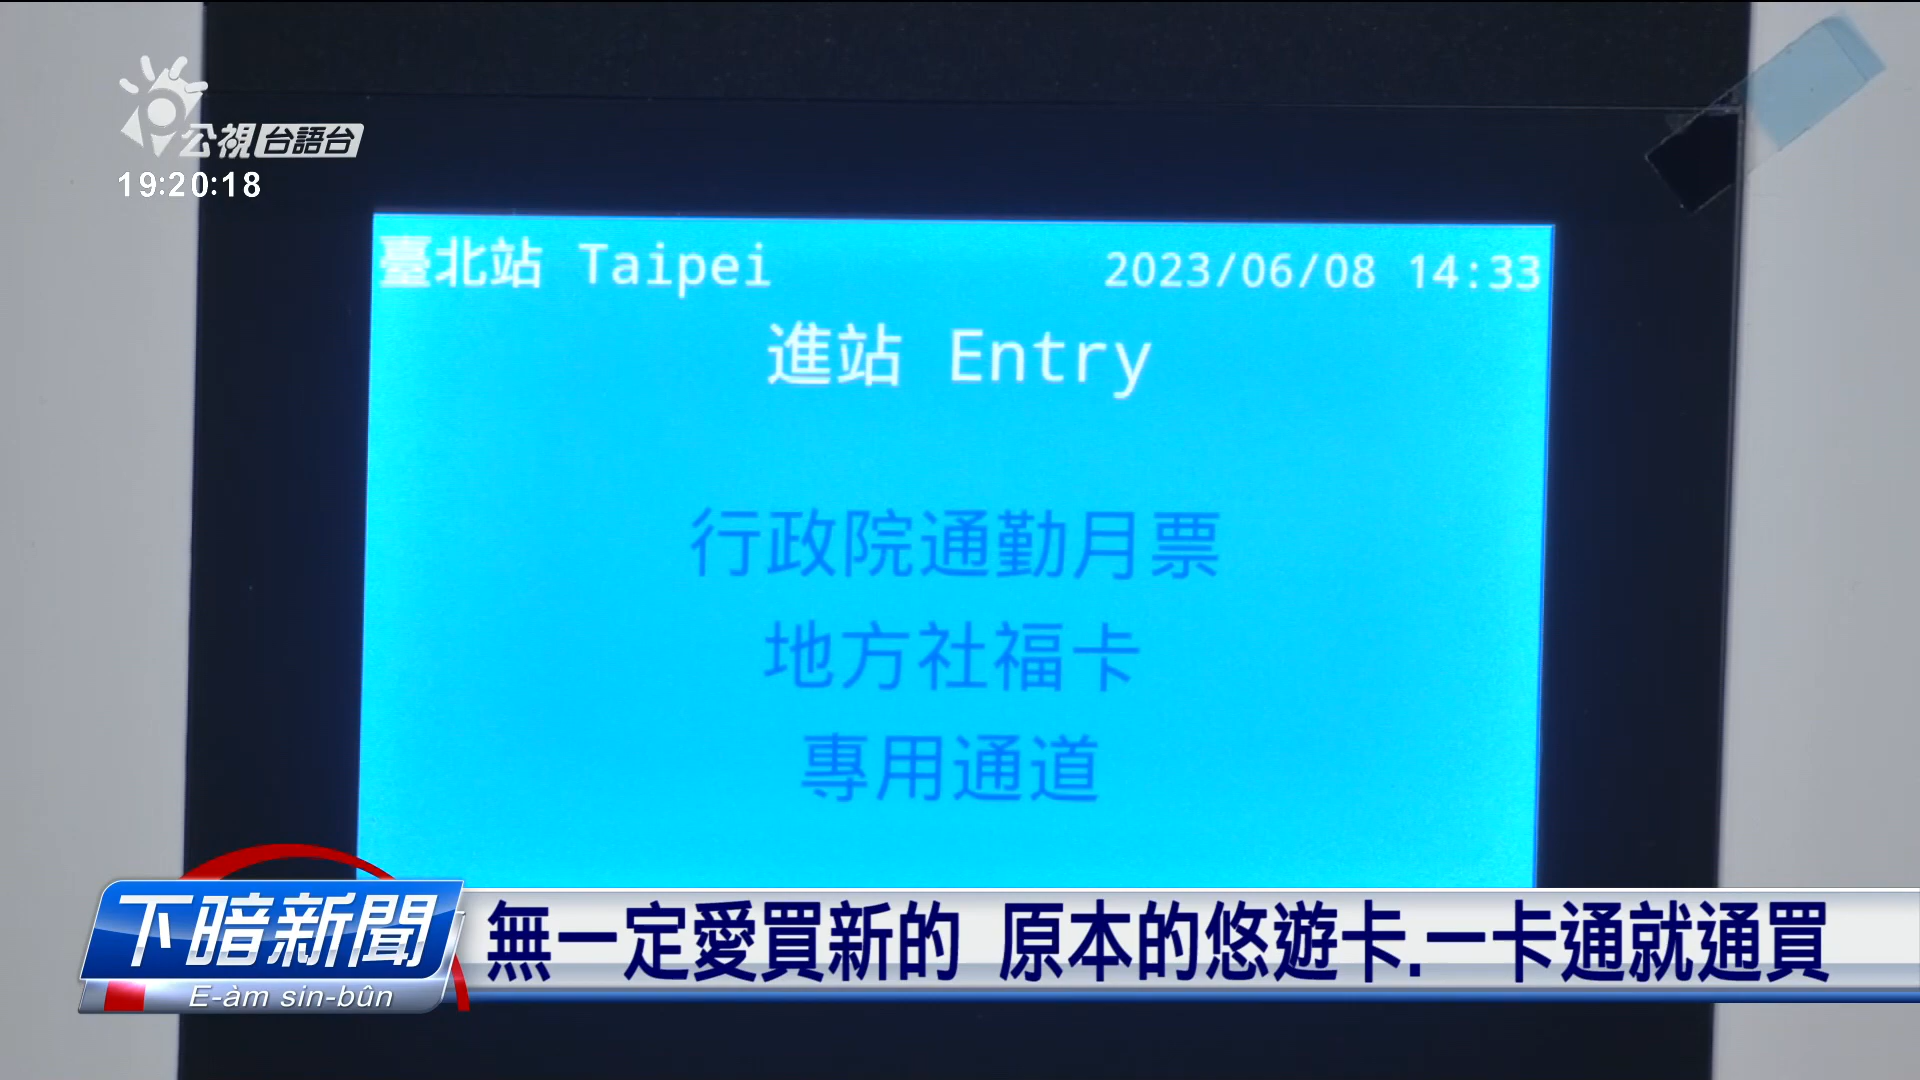 公視台語台
19:20:18
臺北站 Taipei 2023/06/08 14:33
進站 Entry
行政院通勤月票
地方社福卡
專用通道
下暗新聞
E-àm sin-bûn
無一定愛買新的 原本的悠遊卡.一卡通就通買